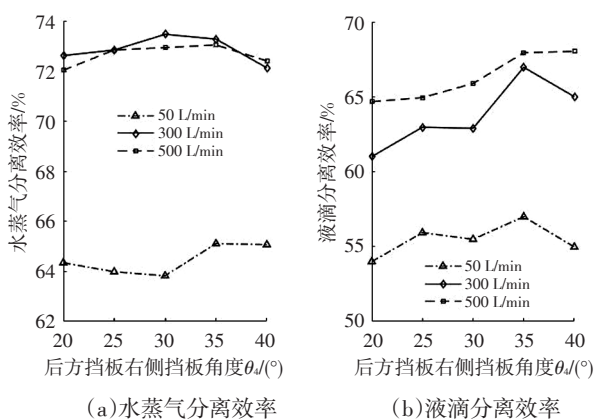 74
72
70
68
66
64
62
水蒸气分离效率/%
50 L/min
300 L/min
500 L/min
20 25 30 35 40
后方挡板右侧挡板角度θ₄/(°)
(a)水蒸气分离效率
70
65
60
55
50
液滴分离效率/%
50 L/min
300 L/min
500 L/min
20 25 30 35 40
后方挡板右侧挡板角度θ₄/(°)
(b)液滴分离效率